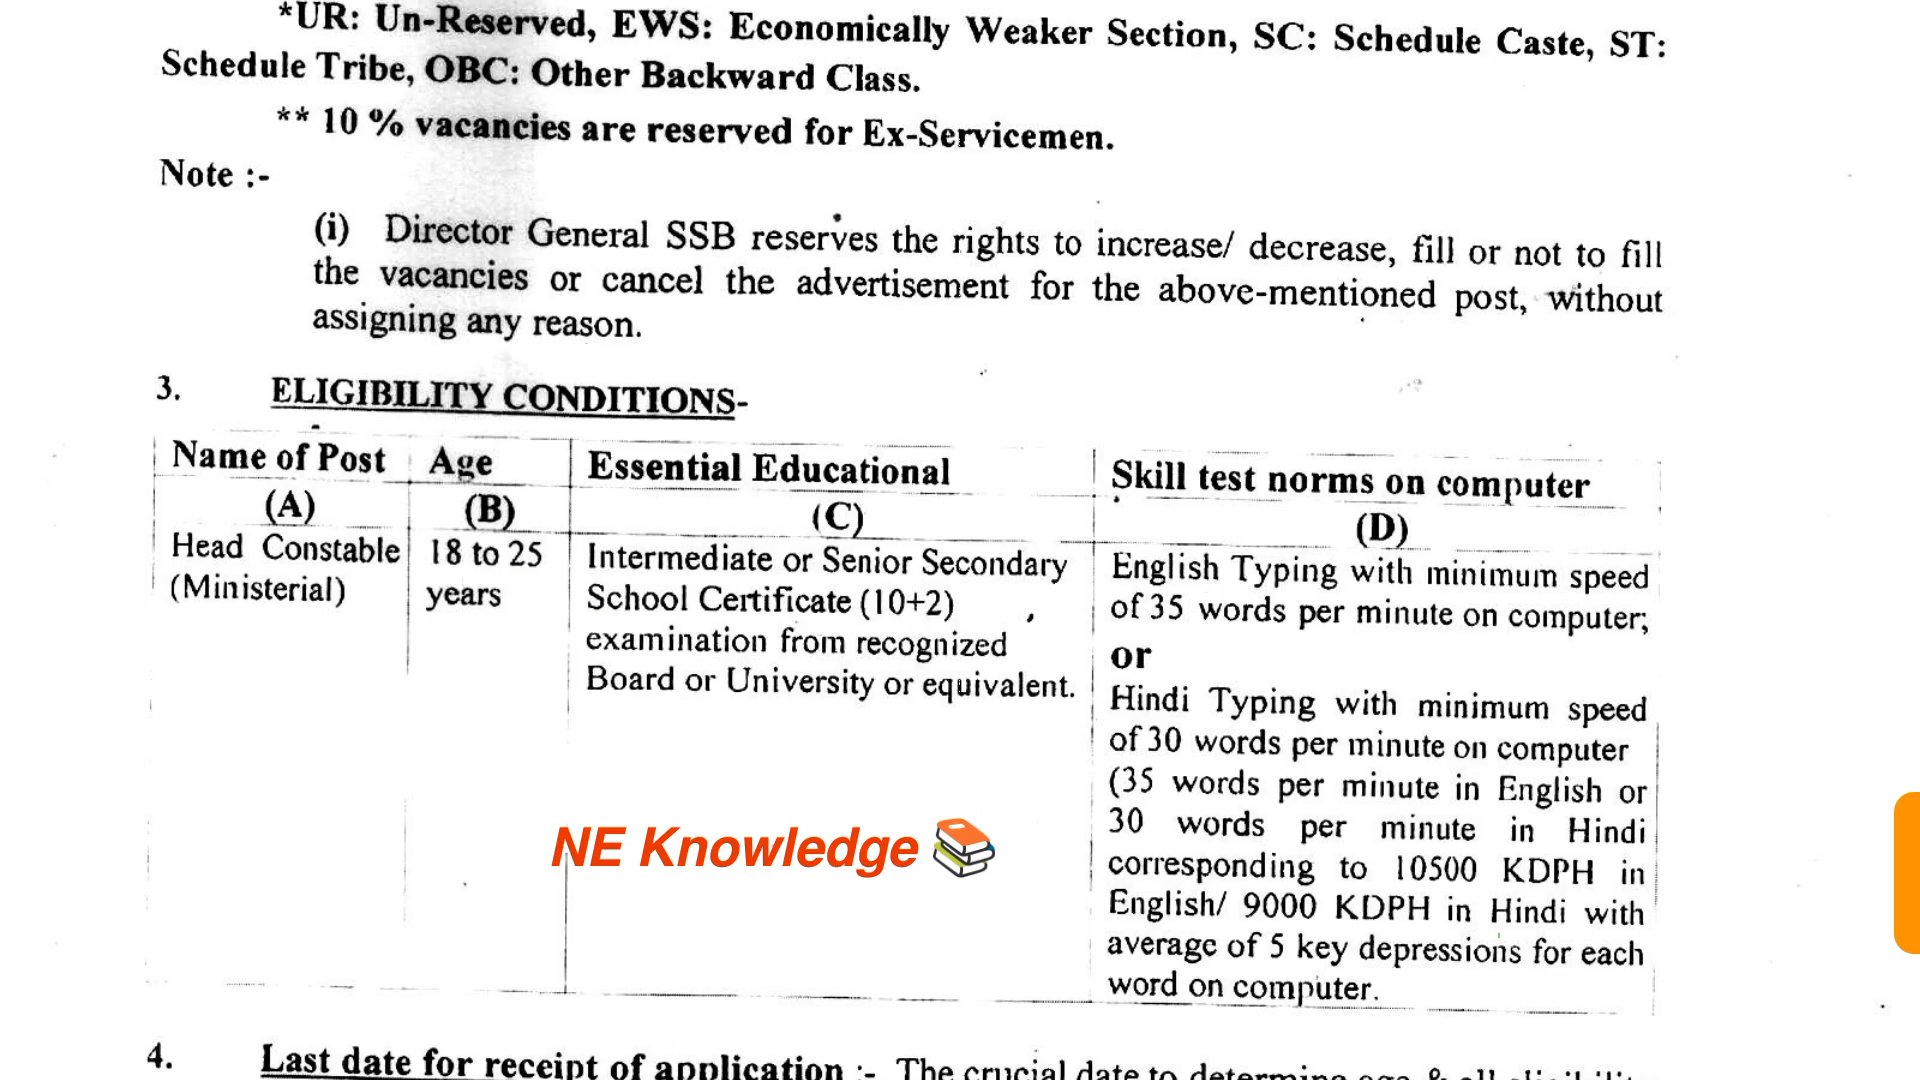 *UR: Un-Reserved, EWS: Economically Weaker Section, SC: Schedule Caste, ST:
Schedule Tribe, OBC: Other Backward Class.
** 10 % vacancies are reserved for Ex-Servicemen.
Note :-
(i) Director General SSB reserves the rights to increase/ decrease, fill or not to fill
the vacancies or cancel the advertisement for the above-mentioned post, without
assigning any reason.
3. ELIGIBILITY CONDITIONS-
Name of Post Age Essential Educational Skill test norms on computer
(A) (B) (C) (D)
Head Constable
(Ministerial)
18 to 25
years
Intermediate or Senior Secondary
School Certificate (10+2)
examination from recognized
Board or University or equivalent.
English Typing with minimum speed
of 35 words per minute on computer;
or
Hindi Typing with minimum speed
of 30 words per minute on computer
(35 words per minute in English or
30 words per minute in Hindi
corresponding to 10500 KDPH in
English/ 9000 KDPH in Hindi with
average of 5 key depressions for each
word on computer.
NE Knowledge
4. Last date for receipt of application :- The crucial date to determine age & all